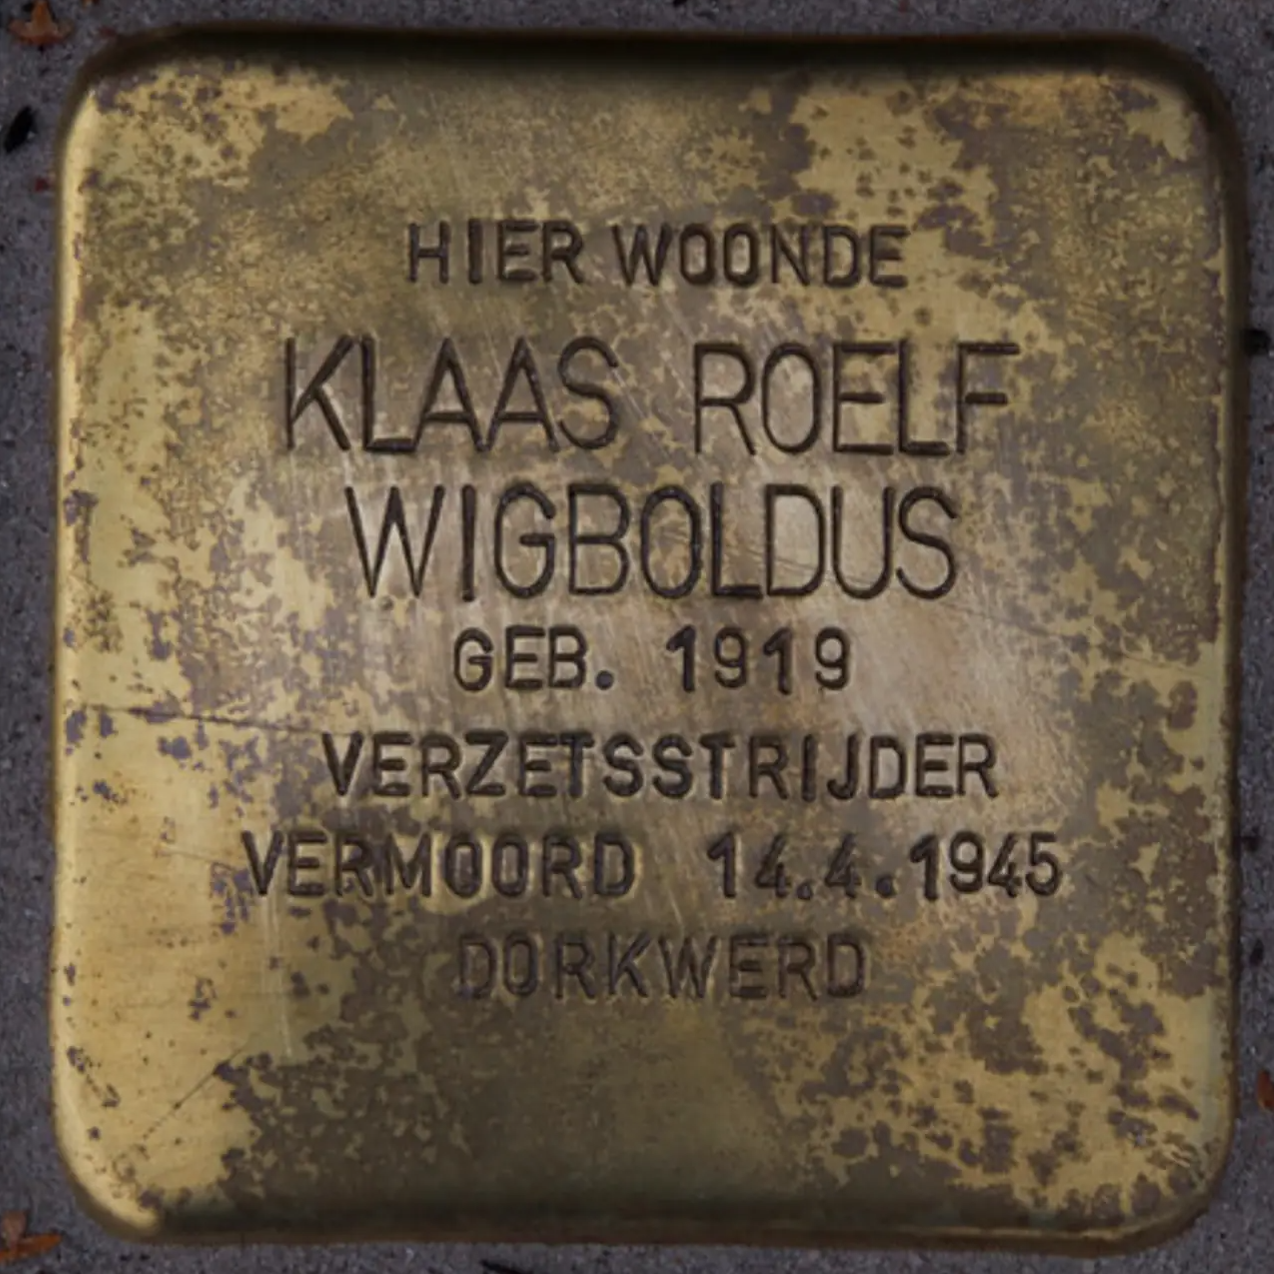 HIER WOONDE
KLAAS ROELF
WIGBOLDUS
GEB. 1919
VERZETSSTRIJDER
VERMOORD 14.4.1945
DORKWERD